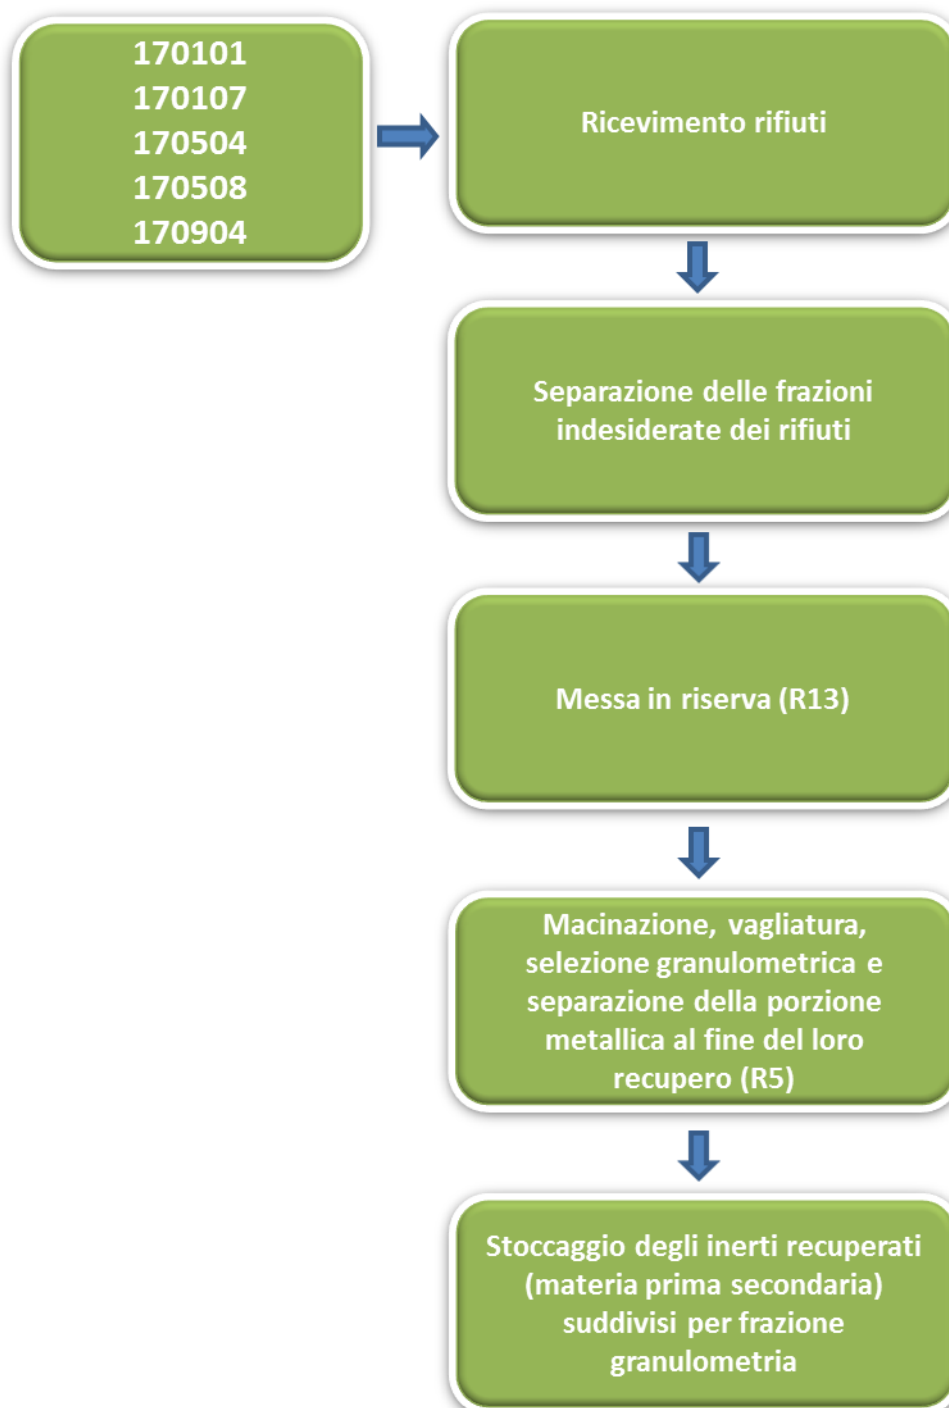 170101
170107
170504
170508
170904
Ricevimento rifiuti
Separazione delle frazioni
indesiderate dei rifiuti
Messa in riserva (R13)
Macinazione, vagliatura,
selezione granulometrica e
separazione della porzione
metallica al fine del loro
recupero (R5)
Stoccaggio degli inerti recuperati
(materia prima secondaria)
suddivisi per frazione
granulometria